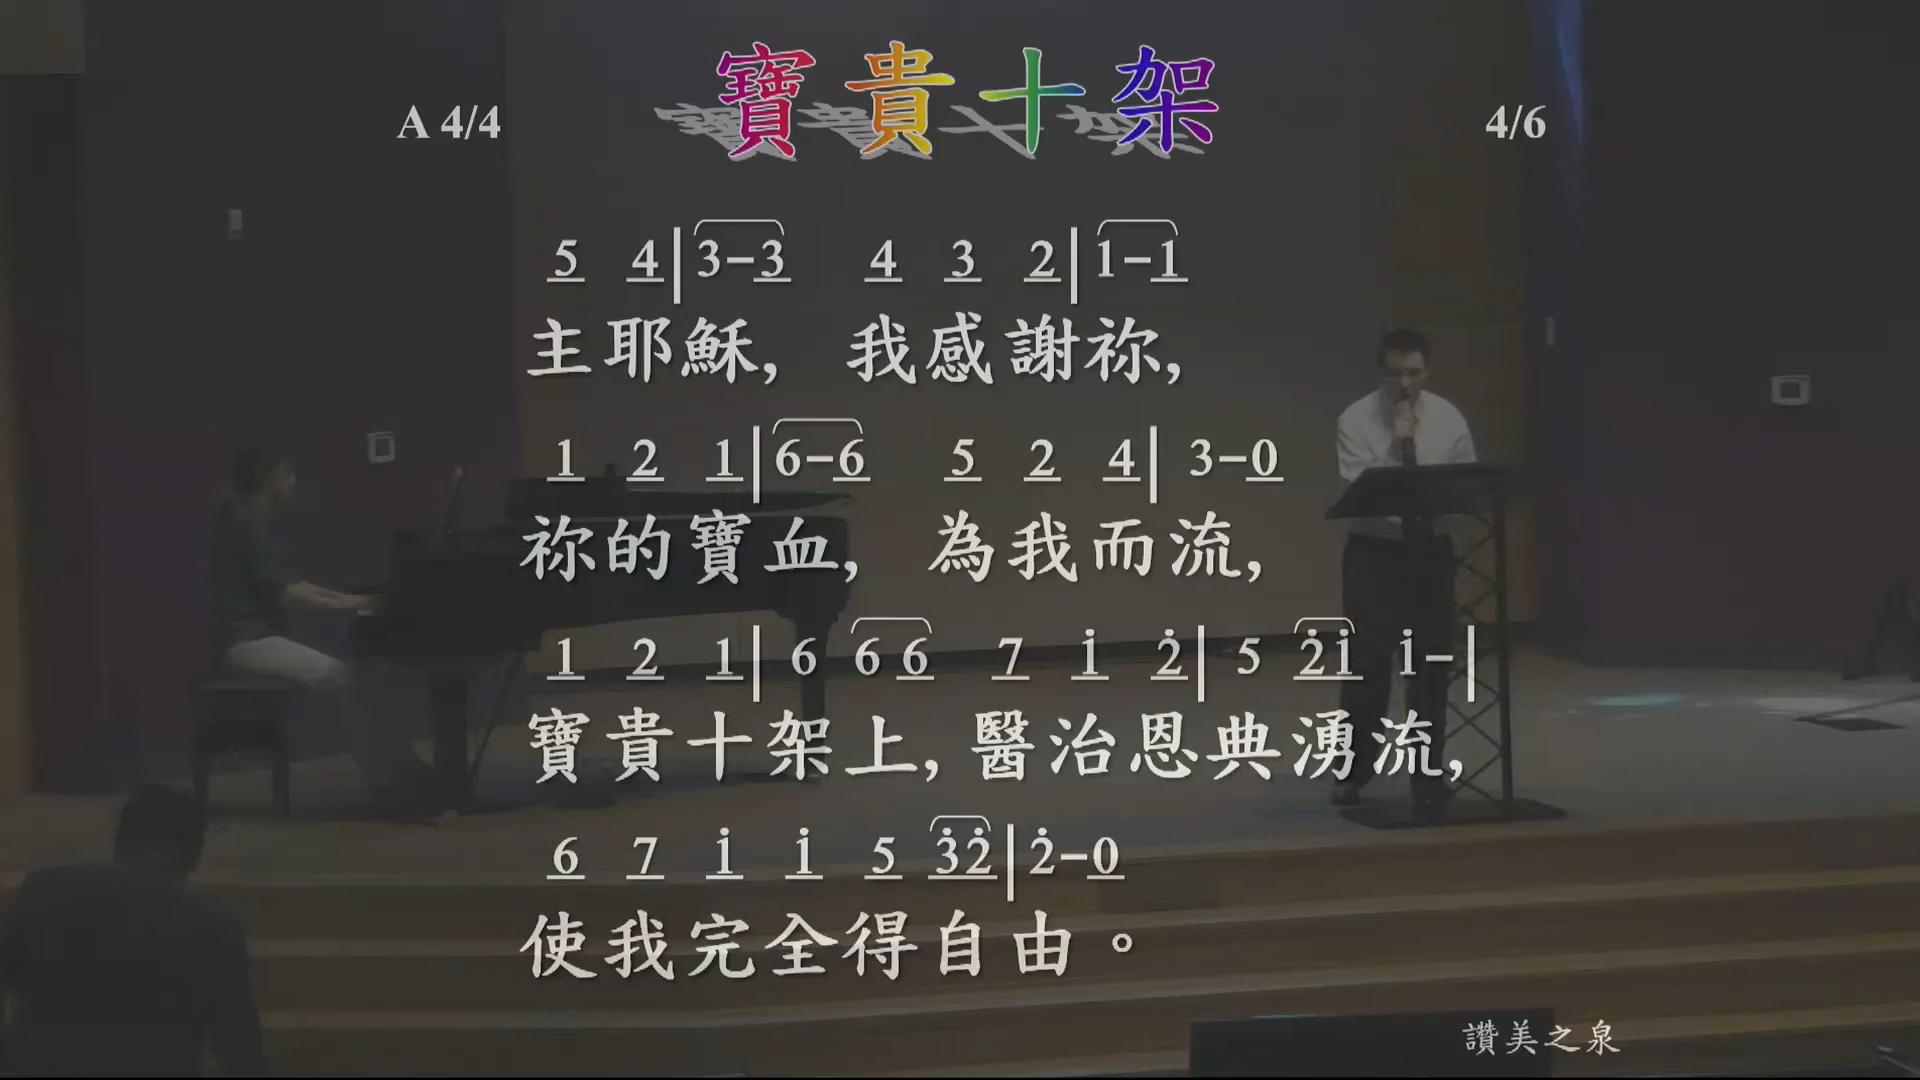 寶貴十架
A 4/4
4/6
5 4|3-3 4 3 2|1-1
主耶穌, 我感謝祢,
1 2 1|6-6 5 2 4|3-0
祢的寶血, 為我而流,
1 2 1|6 6 6 7 i 2̇|5 2̇i i-|
寶貴十架上, 醫治恩典湧流,
6 7 i i 5 3̇2̇|2̇-0
使我完全得自由。
讚美之泉